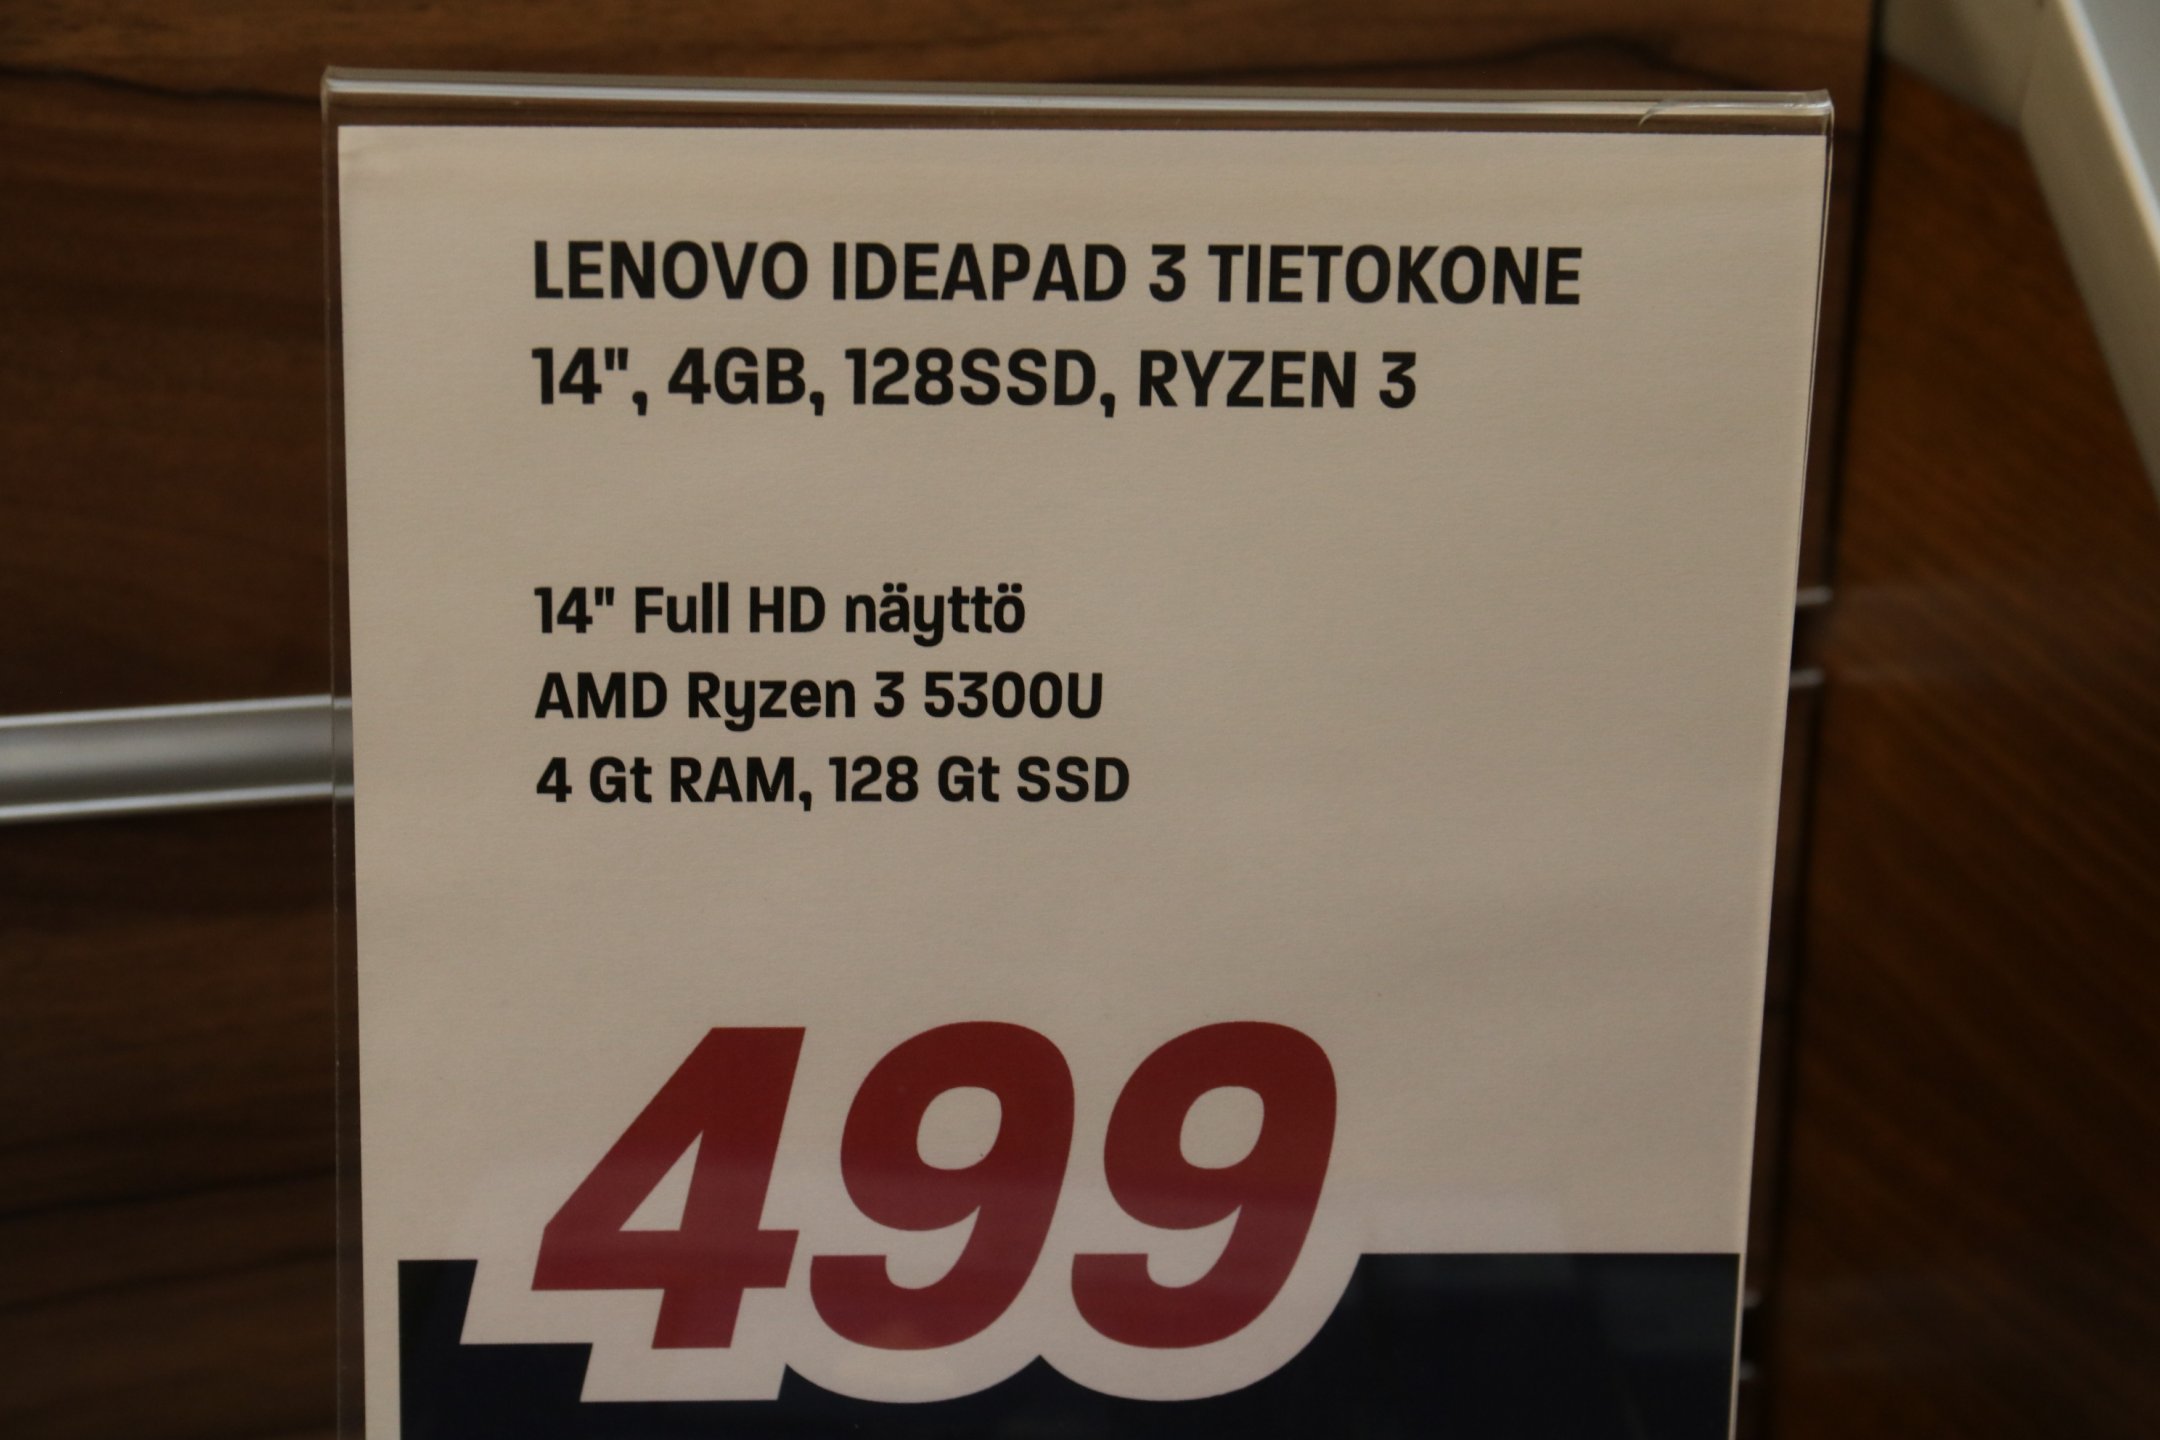 LENOVO IDEAPAD 3 TIETOKONE
14", 4GB, 128SSD, RYZEN 3
14" Full HD näyttö
AMD Ryzen 3 5300U
4 Gt RAM, 128 Gt SSD
499